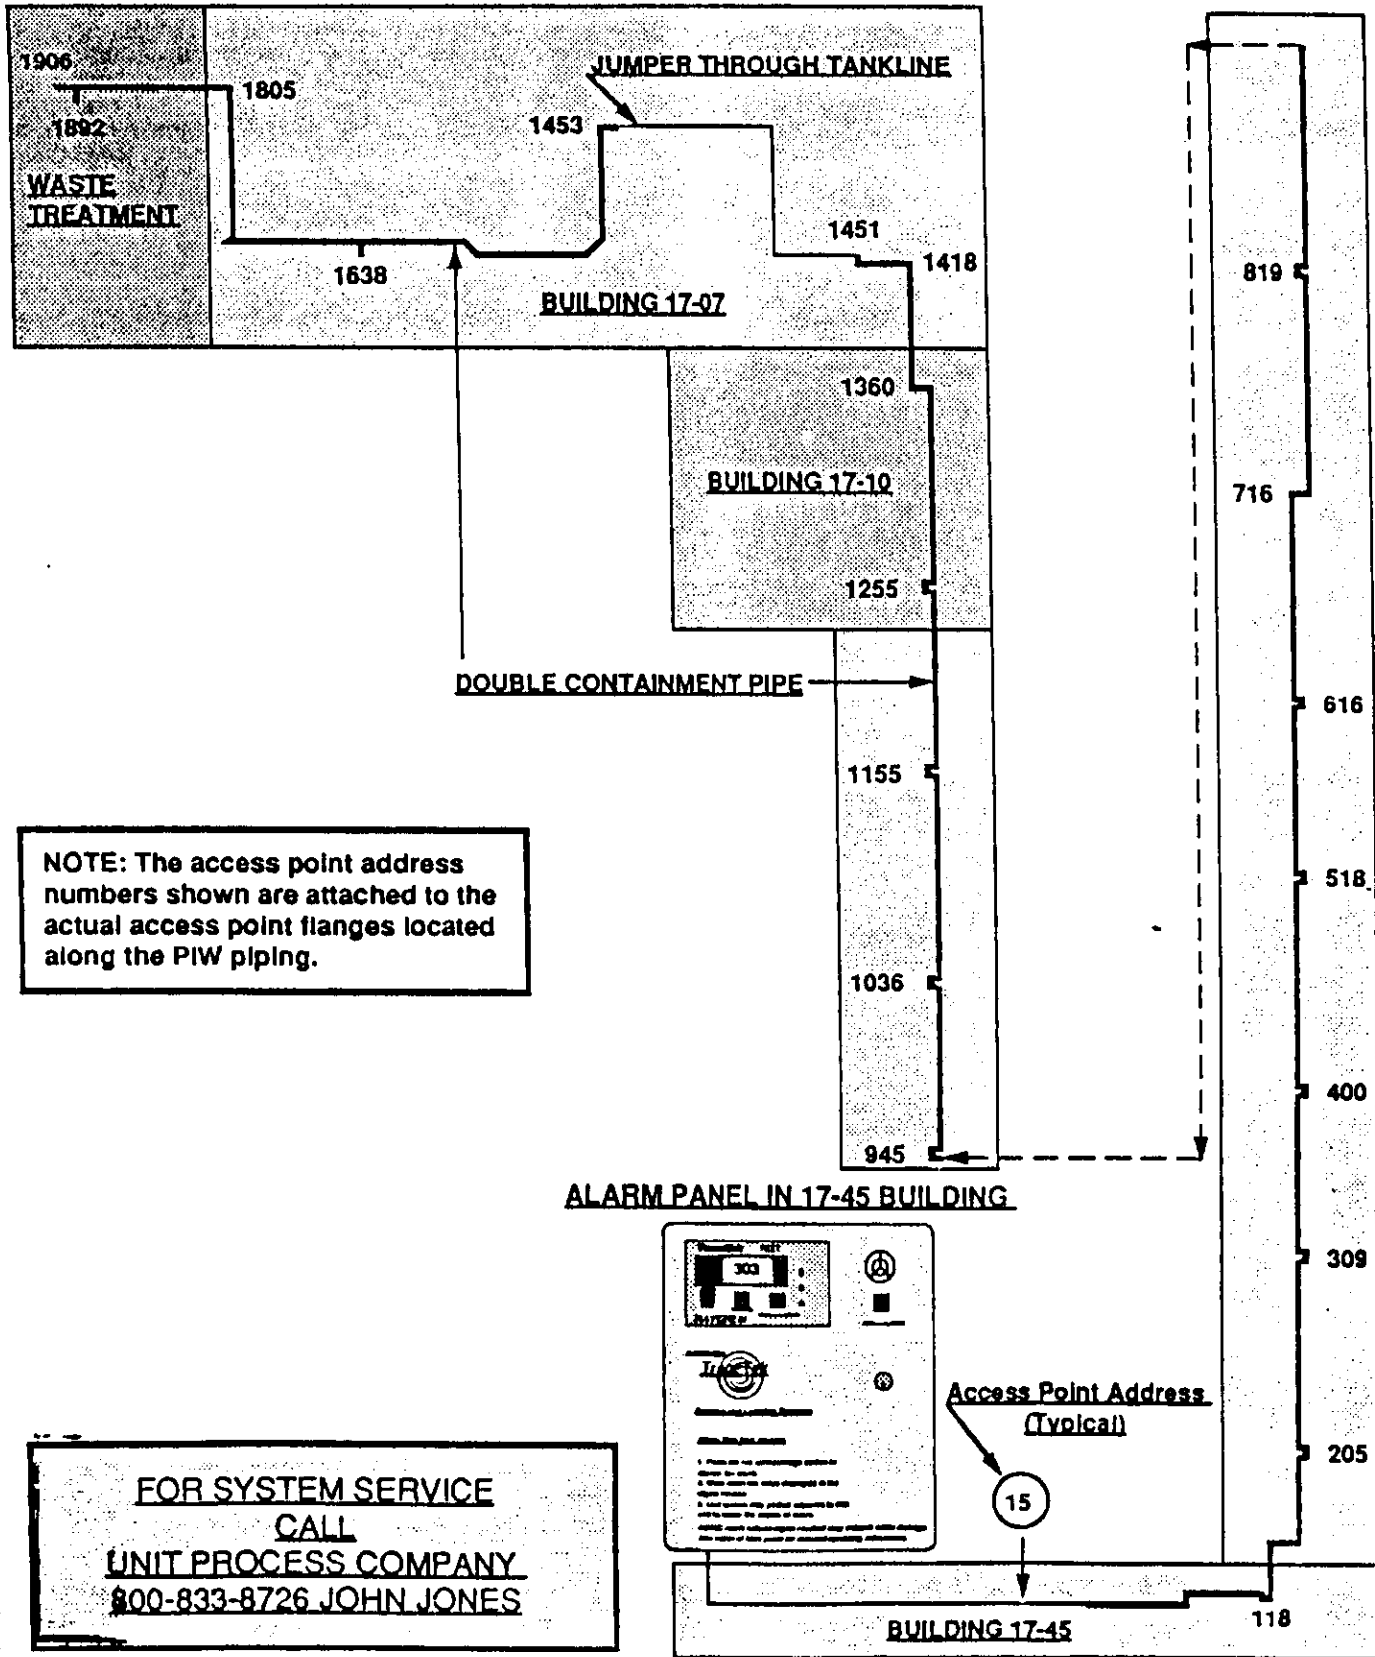 1906
1892
WASTE
TREATMENT
1805
1638
1453
JUMPER THROUGH TANKLINE
1451
1418
BUILDING 17-07
1360
BUILDING 17-10
1255
DOUBLE CONTAINMENT PIPE
1155
1036
945
819
716
616
518
400
309
205
118
NOTE: The access point address
numbers shown are attached to the
actual access point flanges located
along the PIW piping.
ALARM PANEL IN 17-45 BUILDING
303
TraceTek
Access Point Address
(Typical)
15
BUILDING 17-45
FOR SYSTEM SERVICE
CALL
UNIT PROCESS COMPANY
800-833-8726 JOHN JONES